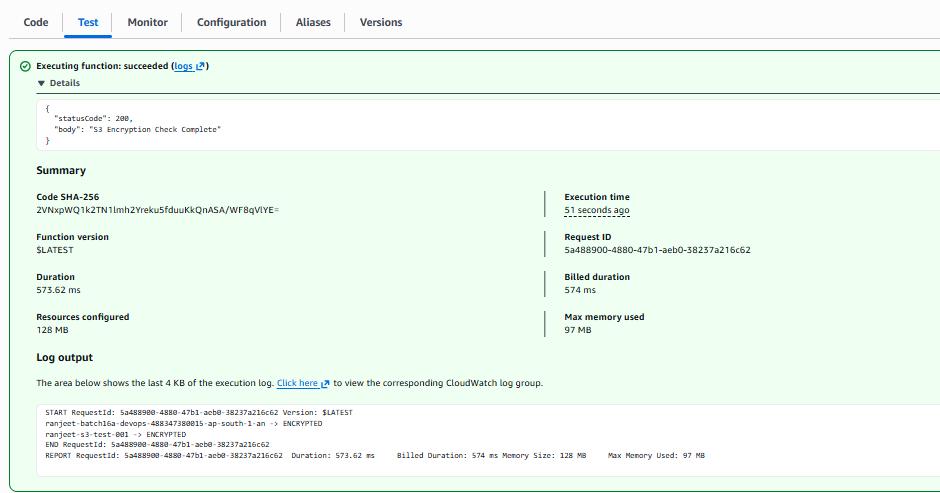 Code Test Monitor Configuration Aliases Versions
Executing function: succeeded (logs)
Details
{
"statusCode": 200,
"body": "S3 Encryption Check Complete"
}
Summary
Code SHA-256
2VNxpWQ1k2TN1lmh2Yreku5fduuKkQnASA/WF8qVlYE=
Execution time
51 seconds ago
Function version
$LATEST
Request ID
5a488900-4880-47b1-aeb0-38237a216c62
Duration
573.62 ms
Billed duration
574 ms
Resources configured
128 MB
Max memory used
97 MB
Log output
The area below shows the last 4 KB of the execution log. Click here to view the corresponding CloudWatch log group.
START RequestId: 5a488900-4880-47b1-aeb0-38237a216c62 Version: $LATEST
ranjeet-batch16a-devops-488347380015-ap-south-1-an -> ENCRYPTED
ranjeet-s3-test-001 -> ENCRYPTED
END RequestId: 5a488900-4880-47b1-aeb0-38237a216c62
REPORT RequestId: 5a488900-4880-47b1-aeb0-38237a216c62 Duration: 573.62 ms Billed Duration: 574 ms Memory Size: 128 MB Max Memory Used: 97 MB